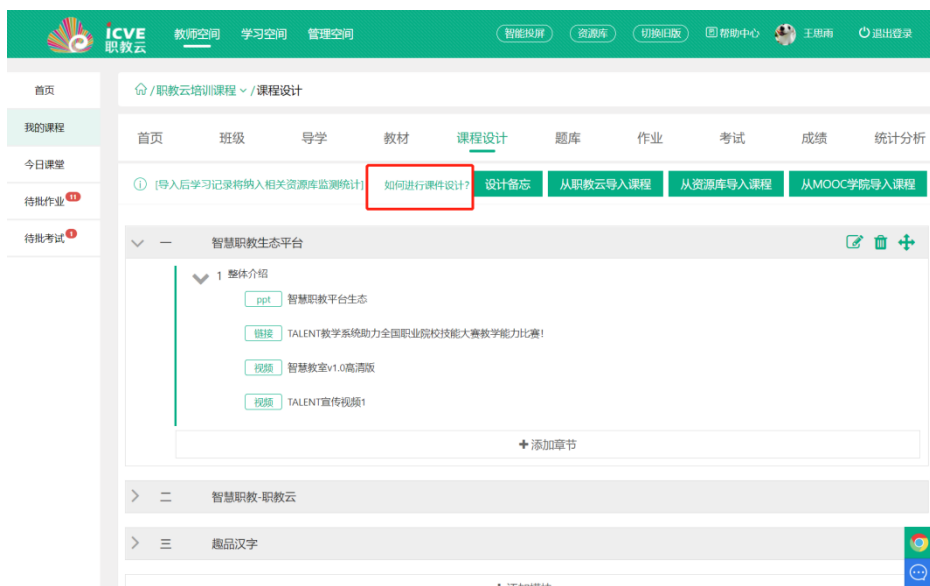 icve 职教云 教师空间 学习空间 管理空间 智能投屏 资源库 切换旧版 帮助中心 王思雨 退出登录
首页 /职教云培训课程 /课程设计
我的课程
今日课堂
待批作业 11
待批考试 1
首页 班级 导学 教材 课程设计 题库 作业 考试 成绩 统计分析
[导入后学习记录将纳入相关资源库监测统计] 如何进行课件设计? 设计备忘 从职教云导入课程 从资源库导入课程 从MOOC学院导入课程
一 智慧职教生态平台
1 整体介绍
ppt 智慧职教平台生态
链接 TALENT教学系统助力全国职业院校技能大赛教学能力比赛!
视频 智慧教室v1.0高清版
视频 TALENT宣传视频1
添加章节
二 智慧职教-职教云
三 趣品汉字
添加模块